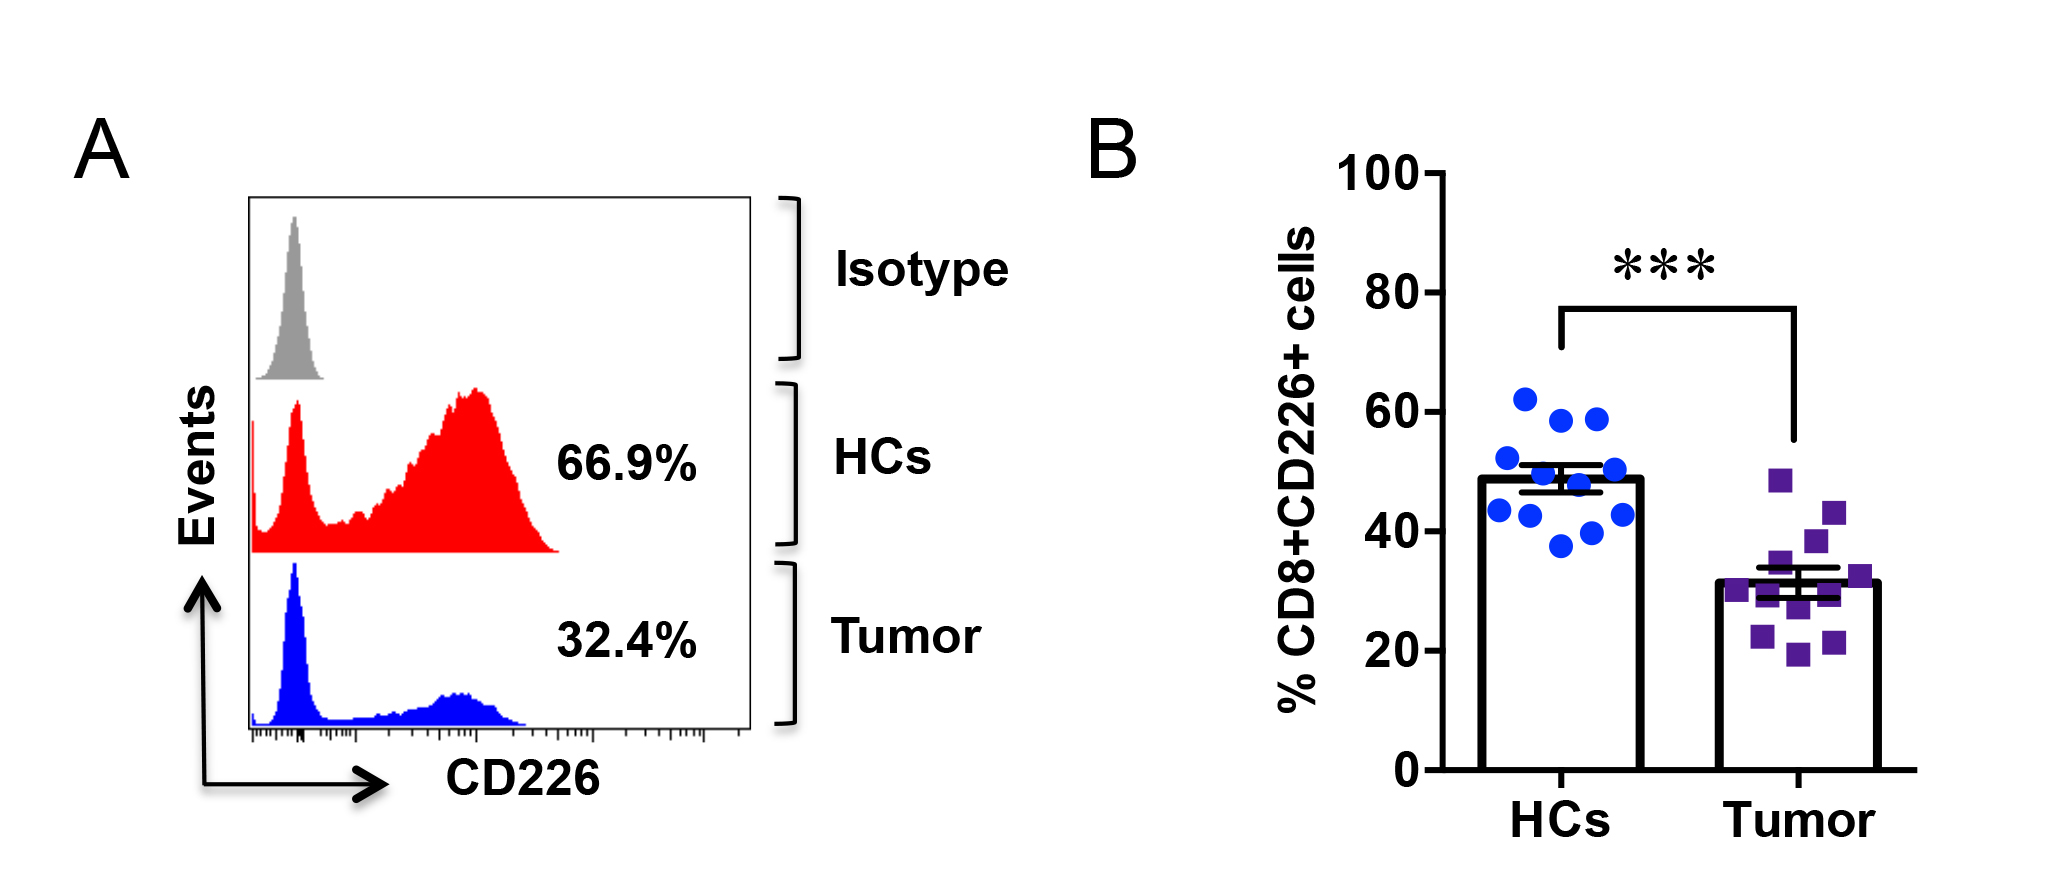 A
Isotype
HCs
66.9%
Tumor
32.4%
Events
CD226
B
% CD8+CD226+ cells
100
80
60
40
20
0
***
HCs
Tumor